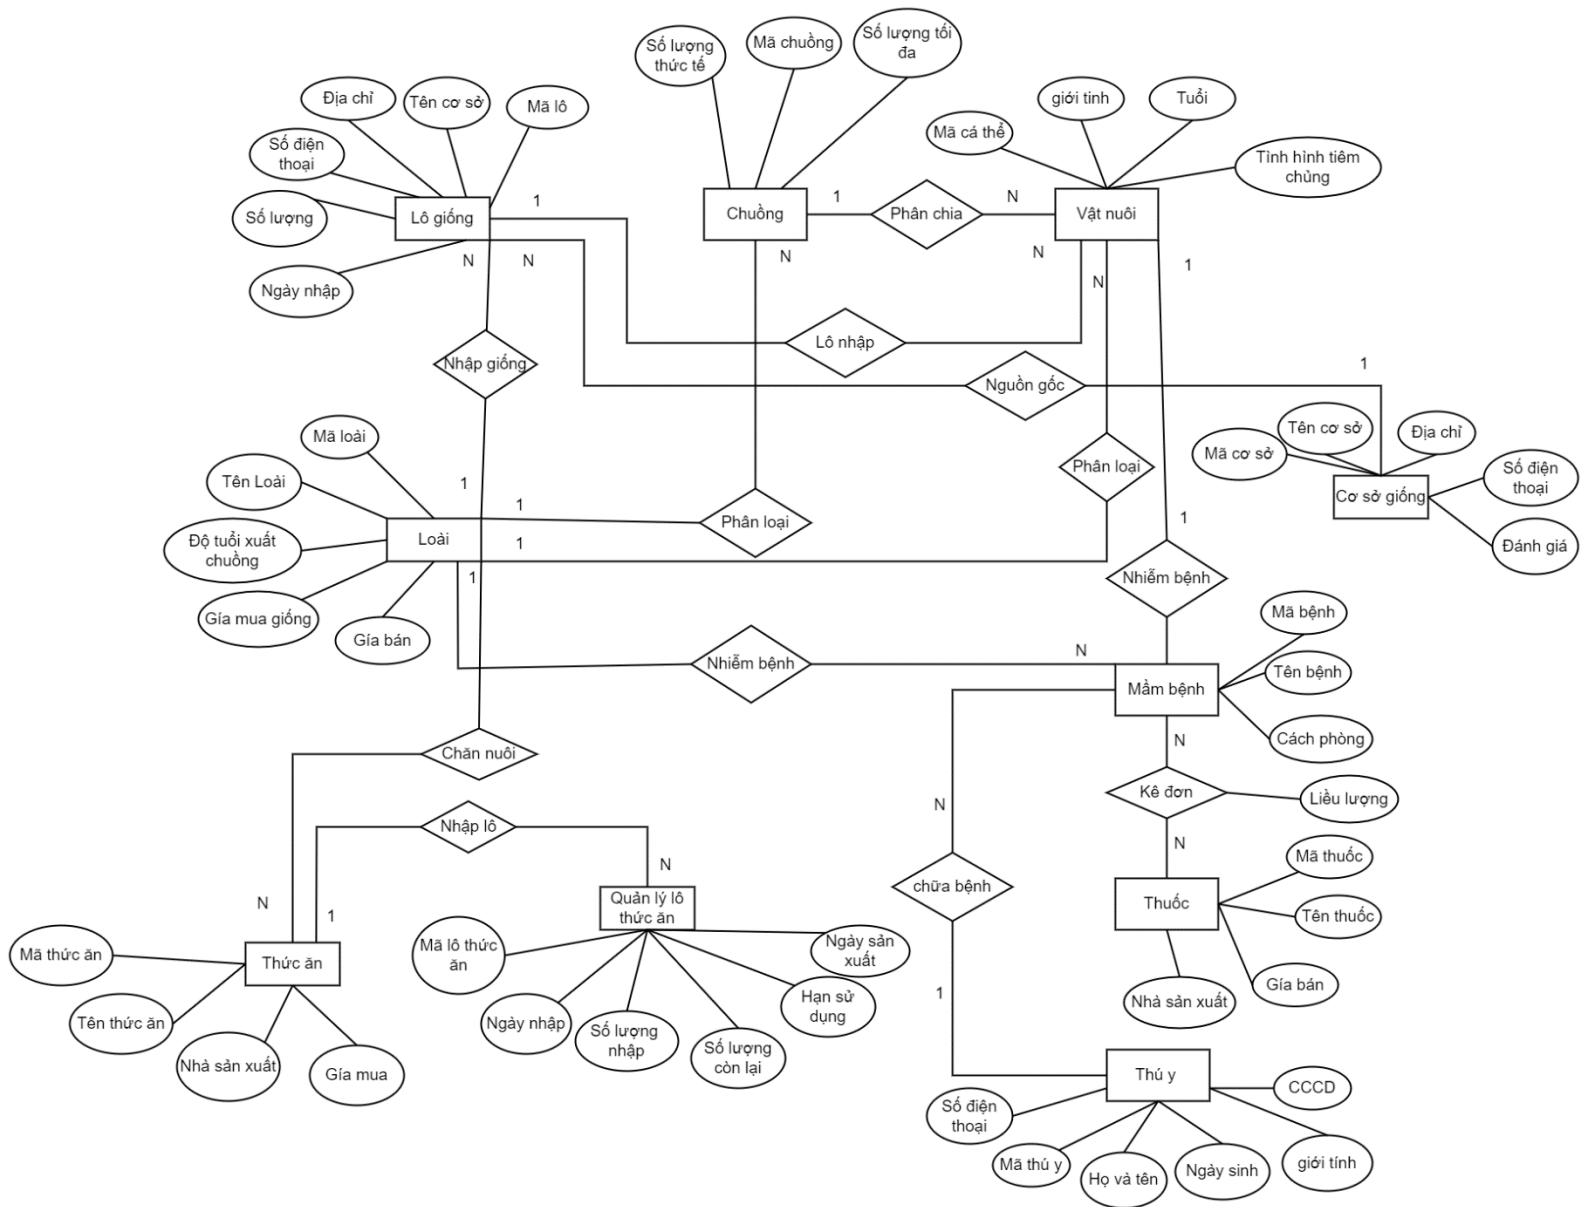 Số lượng
thức tế
Mã chuồng
Số lượng tối
đa
Địa chỉ
Tên cơ sở
Mã lô
giới tinh
Tuổi
Mã cá thể
Số điện
thoại
Tình hình tiêm
chủng
Số lượng
Lô giống
1
Chuồng
1
Phân chia
N
Vật nuôi
Ngày nhập
N
N
N
N
N
1
Nhập giống
Lô nhập
Nguồn gốc
1
Mã loài
Tên Loài
1
Phân loại
Mã cơ sở
Tên cơ sở
Địa chỉ
Số điện
thoại
Cơ sở giống
1
Phân loại
1
Độ tuổi xuất
chuồng
Loài
1
Đánh giá
1
Nhiễm bệnh
Gía mua giống
Gía bán
Mã bệnh
Nhiễm bệnh
N
Tên bệnh
Mầm bệnh
Cách phòng
N
Chăn nuôi
Kê đơn
Liều lượng
N
Nhập lô
N
Mã thuốc
N
chữa bệnh
Thuốc
Tên thuốc
N
1
Quản lý lô
thức ăn
Mã thức ăn
Thức ăn
Mã lô thức
ăn
Ngày sản
xuất
Gía bán
1
Nhà sản xuất
Tên thức ăn
Ngày nhập
Số lượng
nhập
Số lượng
còn lại
Hạn sử
dụng
Nhà sản xuất
Gía mua
Thú y
CCCD
Số điện
thoại
Mã thú y
Họ và tên
Ngày sinh
giới tính